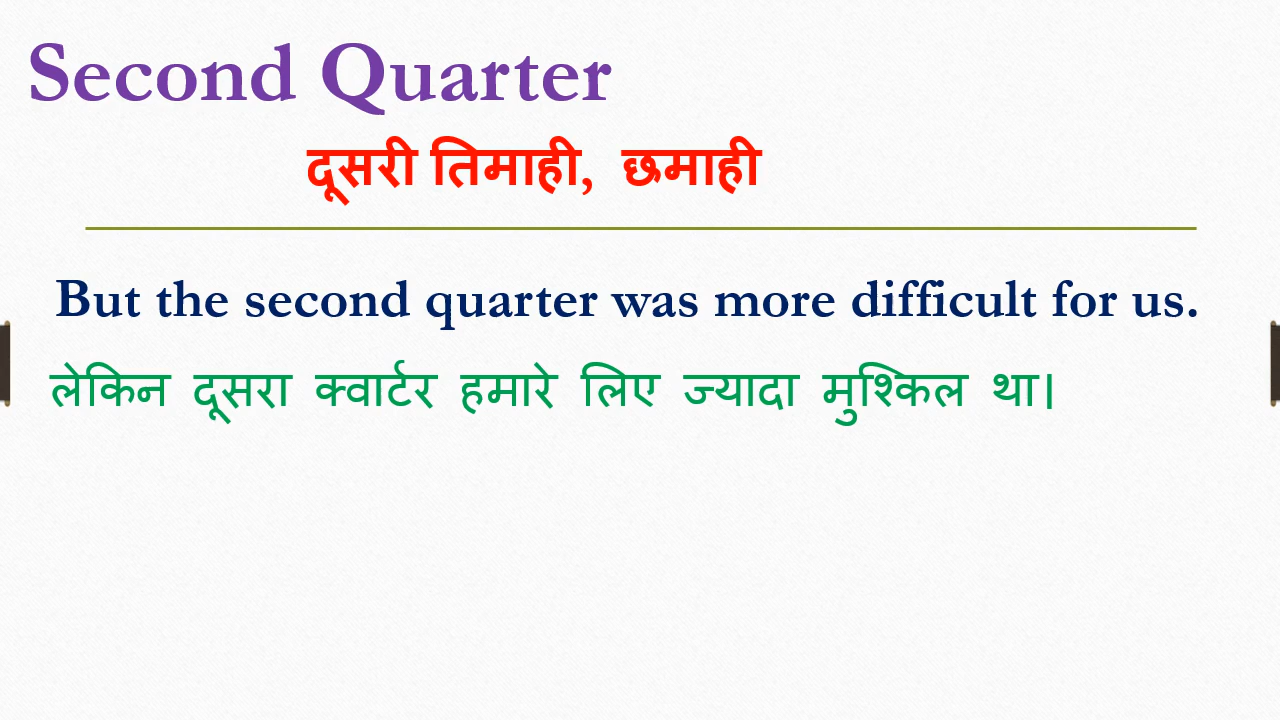 Second Quarter
दूसरी तिमाही, छमाही
But the second quarter was more difficult for us.
लेकिन दूसरा क्वार्टर हमारे लिए ज्यादा मुश्किल था।